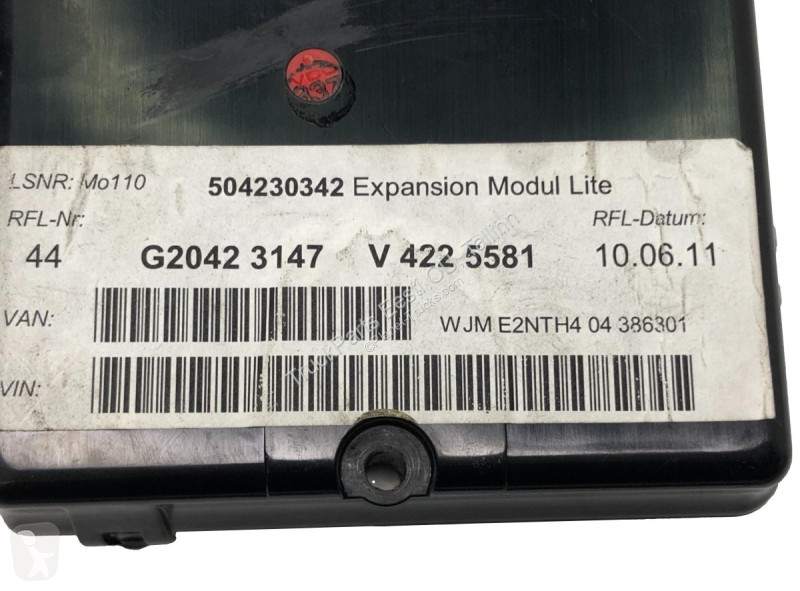 VDO
LSNR: Mo110
504230342 Expansion Modul Lite
RFL-Nr:
RFL-Datum:
44
G2042 3147
V 422 5581
10.06.11
VAN:
WJM E2NTH4 04 386301
VIN: